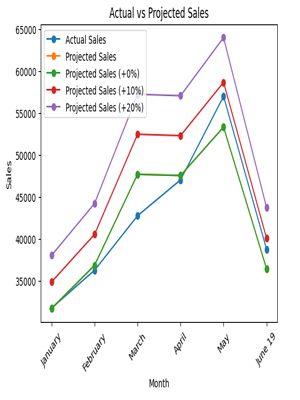 Actual vs Projected Sales
65000
60000
55000
50000
45000
40000
35000
Sales
Actual Sales
Projected Sales
Projected Sales (+0%)
Projected Sales (+10%)
Projected Sales (+20%)
January
February
March
April
May
June 19
Month